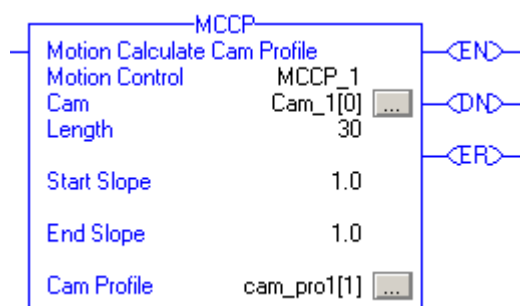 MCCP
Motion Calculate Cam Profile
Motion Control MCCP_1
Cam Cam_1[0] ...
Length 30
Start Slope 1.0
End Slope 1.0
Cam Profile cam_pro1[1] ...
EN
DN
ER